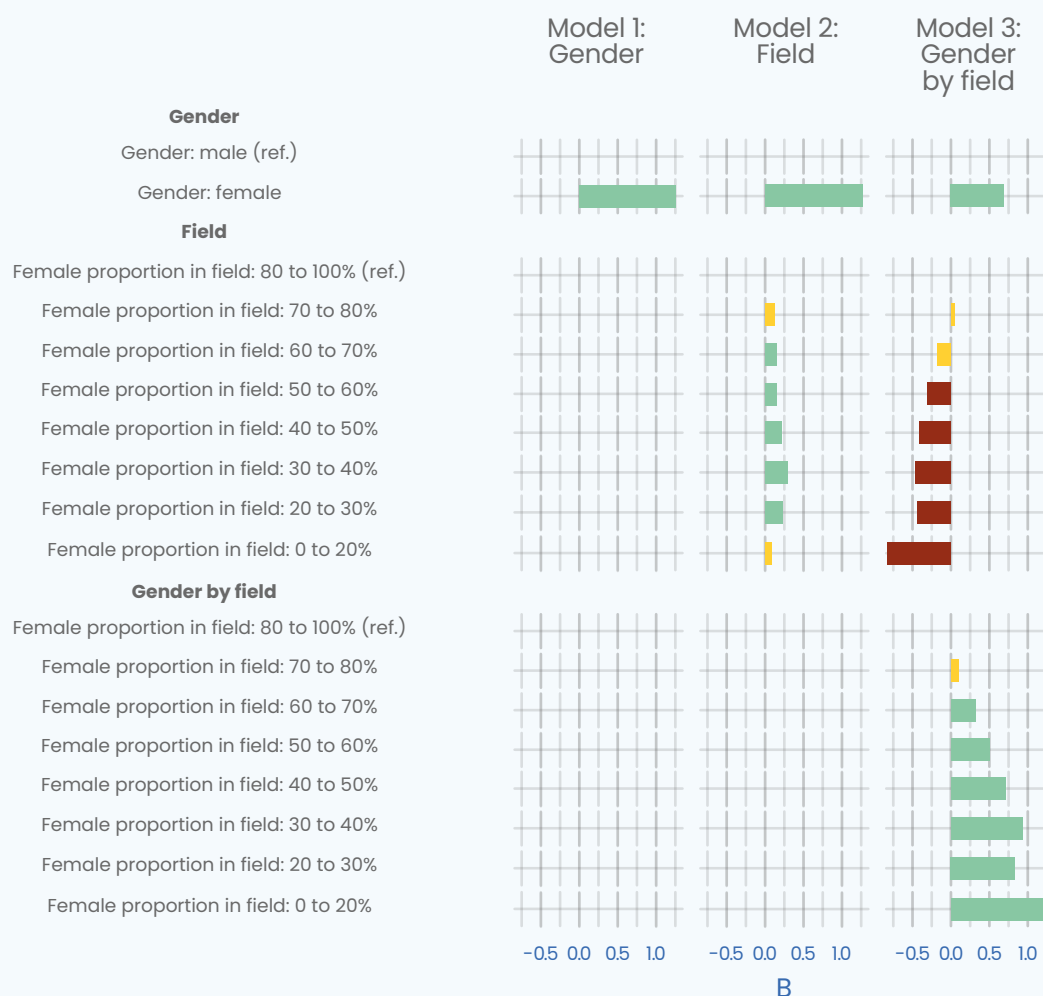 Model 1:
Gender
Model 2:
Field
Model 3:
Gender
by field
Gender
Gender: male (ref.)
Gender: female
Field
Female proportion in field: 80 to 100% (ref.)
Female proportion in field: 70 to 80%
Female proportion in field: 60 to 70%
Female proportion in field: 50 to 60%
Female proportion in field: 40 to 50%
Female proportion in field: 30 to 40%
Female proportion in field: 20 to 30%
Female proportion in field: 0 to 20%
Gender by field
Female proportion in field: 80 to 100% (ref.)
Female proportion in field: 70 to 80%
Female proportion in field: 60 to 70%
Female proportion in field: 50 to 60%
Female proportion in field: 40 to 50%
Female proportion in field: 30 to 40%
Female proportion in field: 20 to 30%
Female proportion in field: 0 to 20%
−0.5 0.0 0.5 1.0 −0.5 0.0 0.5 1.0 −0.5 0.0 0.5 1.0
B